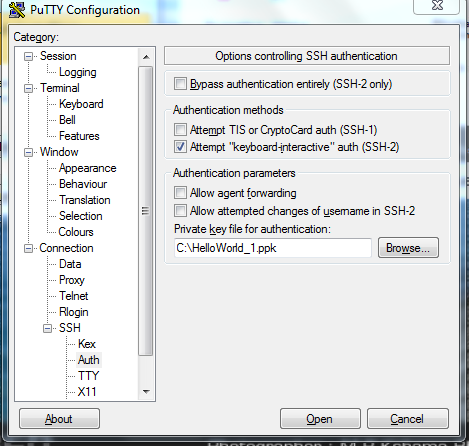 PuTTY Configuration
Category:
Session
Logging
Terminal
Keyboard
Bell
Features
Window
Appearance
Behaviour
Translation
Selection
Colours
Connection
Data
Proxy
Telnet
Rlogin
SSH
Kex
Auth
TTY
X11
Options controlling SSH authentication
Bypass authentication entirely (SSH-2 only)
Authentication methods
Attempt TIS or CryptoCard auth (SSH-1)
Attempt "keyboard-interactive" auth (SSH-2)
Authentication parameters
Allow agent forwarding
Allow attempted changes of username in SSH-2
Private key file for authentication:
C:\HelloWorld_1.ppk
Browse...
About
Open
Cancel